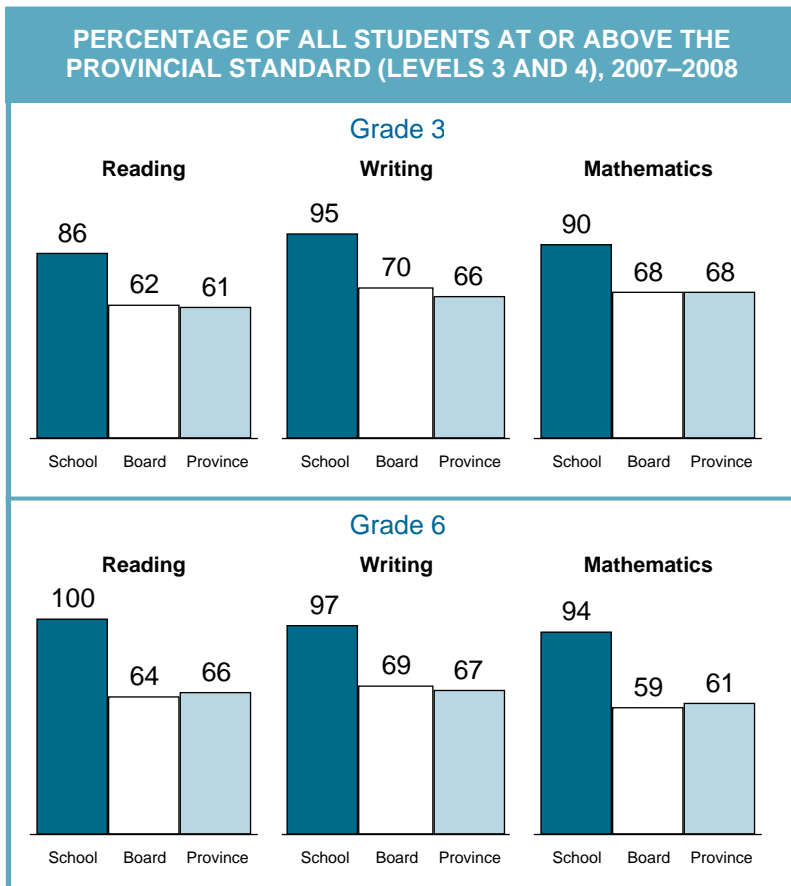 PERCENTAGE OF ALL STUDENTS AT OR ABOVE THE
PROVINCIAL STANDARD (LEVELS 3 AND 4), 2007–2008
Grade 3
Reading
86
62
61
School Board Province
Writing
95
70
66
School Board Province
Mathematics
90
68
68
School Board Province
Grade 6
Reading
100
64
66
School Board Province
Writing
97
69
67
School Board Province
Mathematics
94
59
61
School Board Province